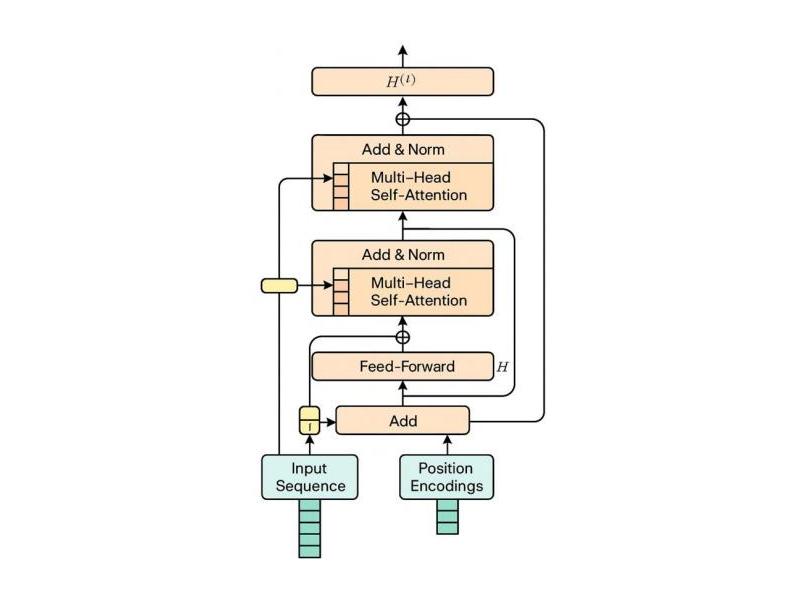 H(l)
Add & Norm
Multi-Head
Self-Attention
Add & Norm
Multi-Head
Self-Attention
Feed-Forward
H
Add
Input
Sequence
Position
Encodings